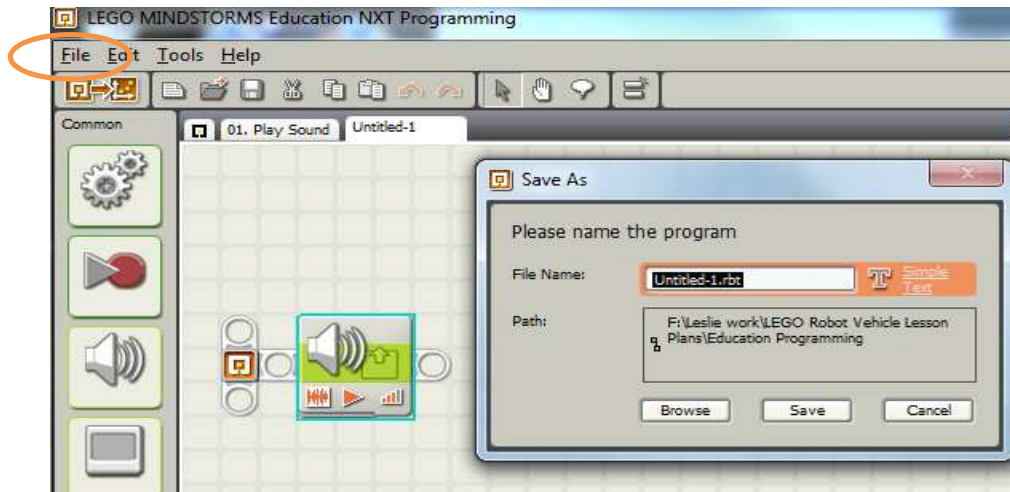 LEGO MINDSTORMS Education NXT Programming
File Edit Tools Help
Common
01. Play Sound Untitled-1
Save As
Please name the program
File Name: Untitled-1.rbt Simple
Text
Path: F:\Leslie work\LEGO Robot Vehicle Lesson
Plans\Education Programming
Browse Save Cancel